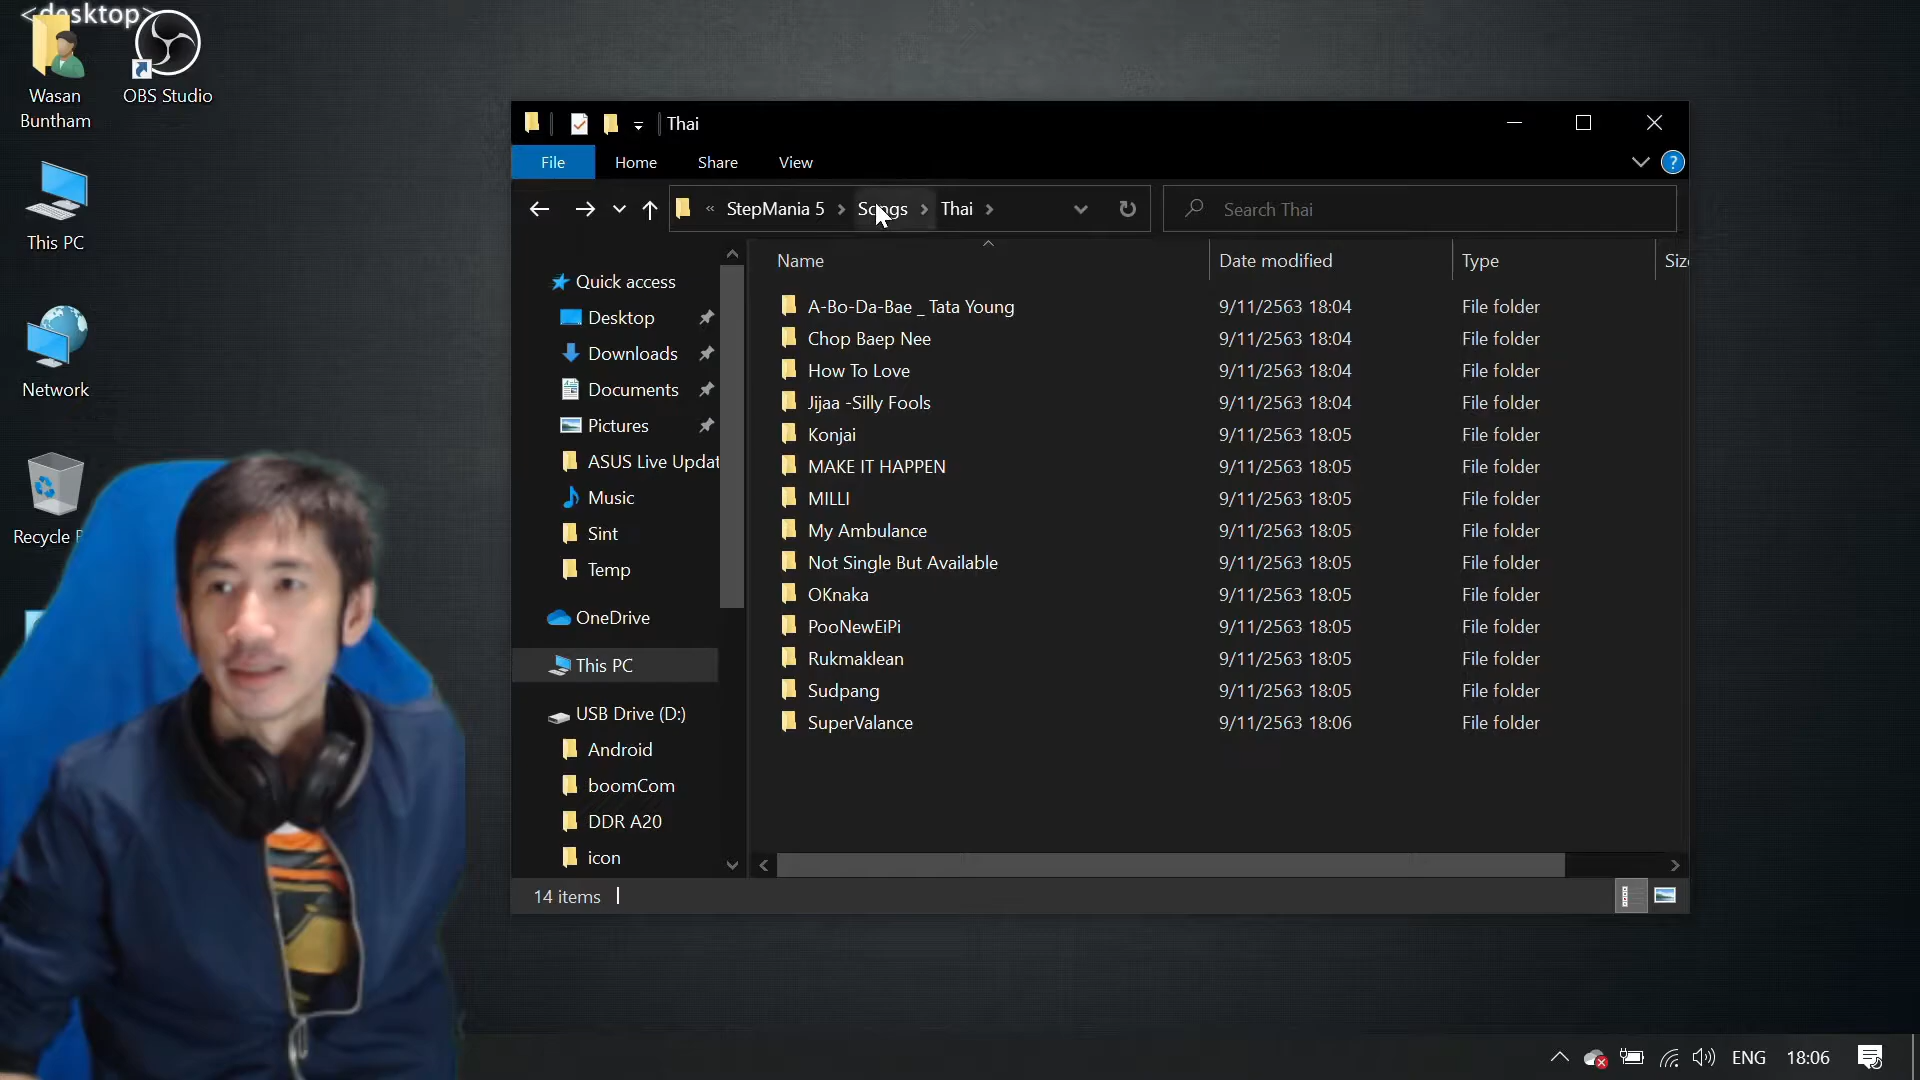 <desktop>
Wasan
Buntham
OBS Studio
This PC
Network
Recycle
Thai
File
Home
Share
View
?
« StepMania 5 > Songs > Thai >
Search Thai
Quick access
Desktop
Downloads
Documents
Pictures
ASUS Live Updat
Music
Sint
Temp
OneDrive
This PC
USB Drive (D:)
Android
boomCom
DDR A20
icon
Name Date modified Type Siz
A-Bo-Da-Bae _ Tata Young 9/11/2563 18:04 File folder
Chop Baep Nee 9/11/2563 18:04 File folder
How To Love 9/11/2563 18:04 File folder
Jijaa -Silly Fools 9/11/2563 18:04 File folder
Konjai 9/11/2563 18:05 File folder
MAKE IT HAPPEN 9/11/2563 18:05 File folder
MILLI 9/11/2563 18:05 File folder
My Ambulance 9/11/2563 18:05 File folder
Not Single But Available 9/11/2563 18:05 File folder
OKnaka 9/11/2563 18:05 File folder
PooNewEiPi 9/11/2563 18:05 File folder
Rukmaklean 9/11/2563 18:05 File folder
Sudpang 9/11/2563 18:05 File folder
SuperValance 9/11/2563 18:06 File folder
14 items
ENG 18:06